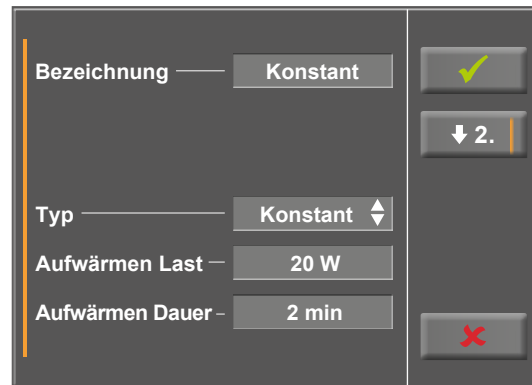 Bezeichnung Konstant
2.
Typ Konstant
Aufwärmen Last 20 W
Aufwärmen Dauer 2 min